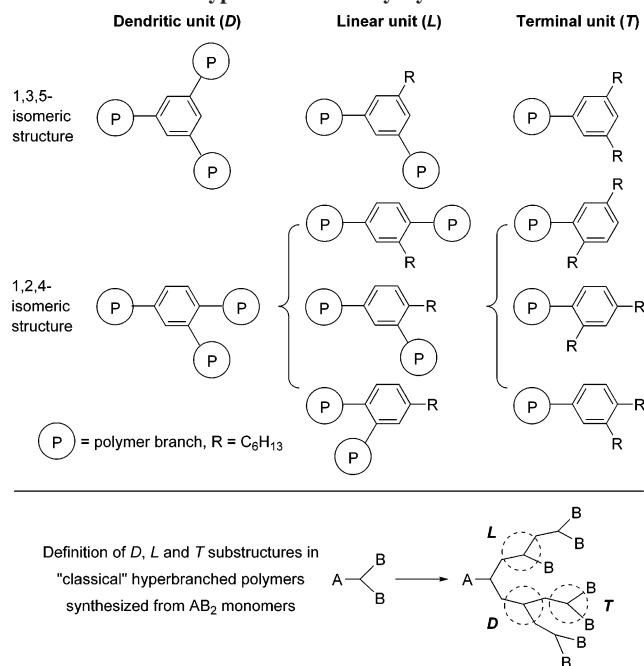 Dendritic unit (D) Linear unit (L) Terminal unit (T)
1,3,5-
isomeric
structure
P P P
R P P
R P R
1,2,4-
isomeric
structure
P P P
P P R
P R P
P R P
R P R
P R R
P R R
P = polymer branch, R = C₆H₁₃
Definition of D, L and T substructures in
"classical" hyperbranched polymers
synthesized from AB₂ monomers
A B B
A L B B B
D B T B
B B